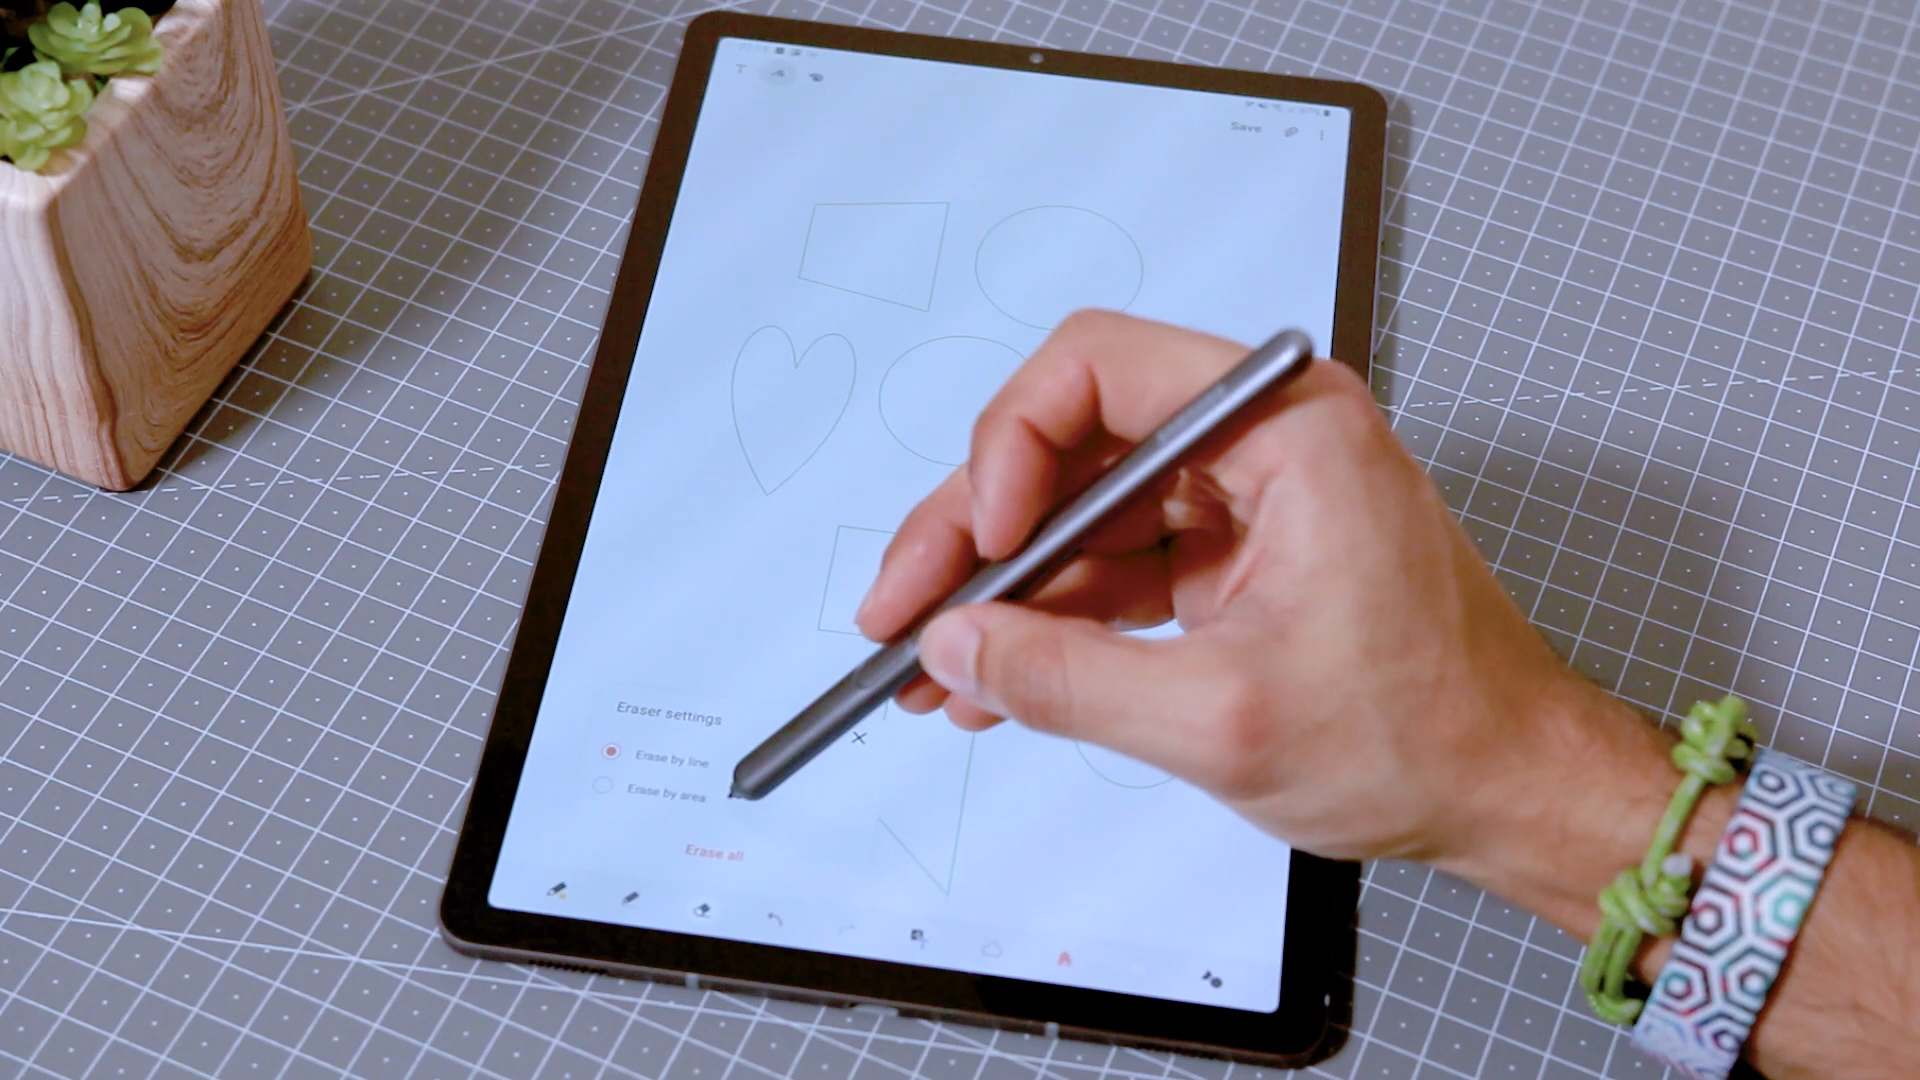 Save
Eraser settings
Erase by line
Erase by area
Erase all